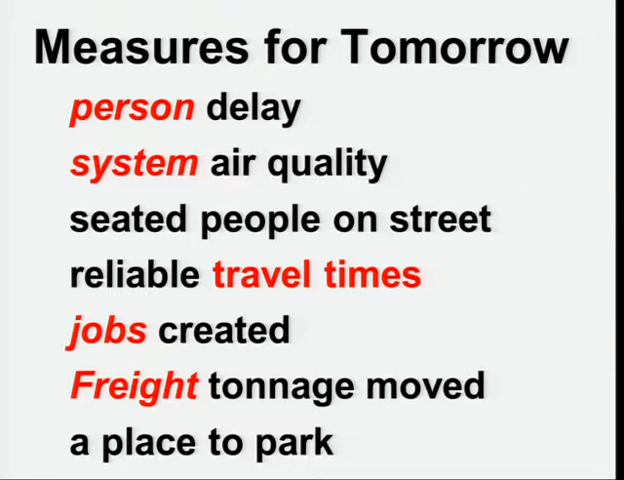 Measures for Tomorrow
person delay
system air quality
seated people on street
reliable travel times
jobs created
Freight tonnage moved
a place to park